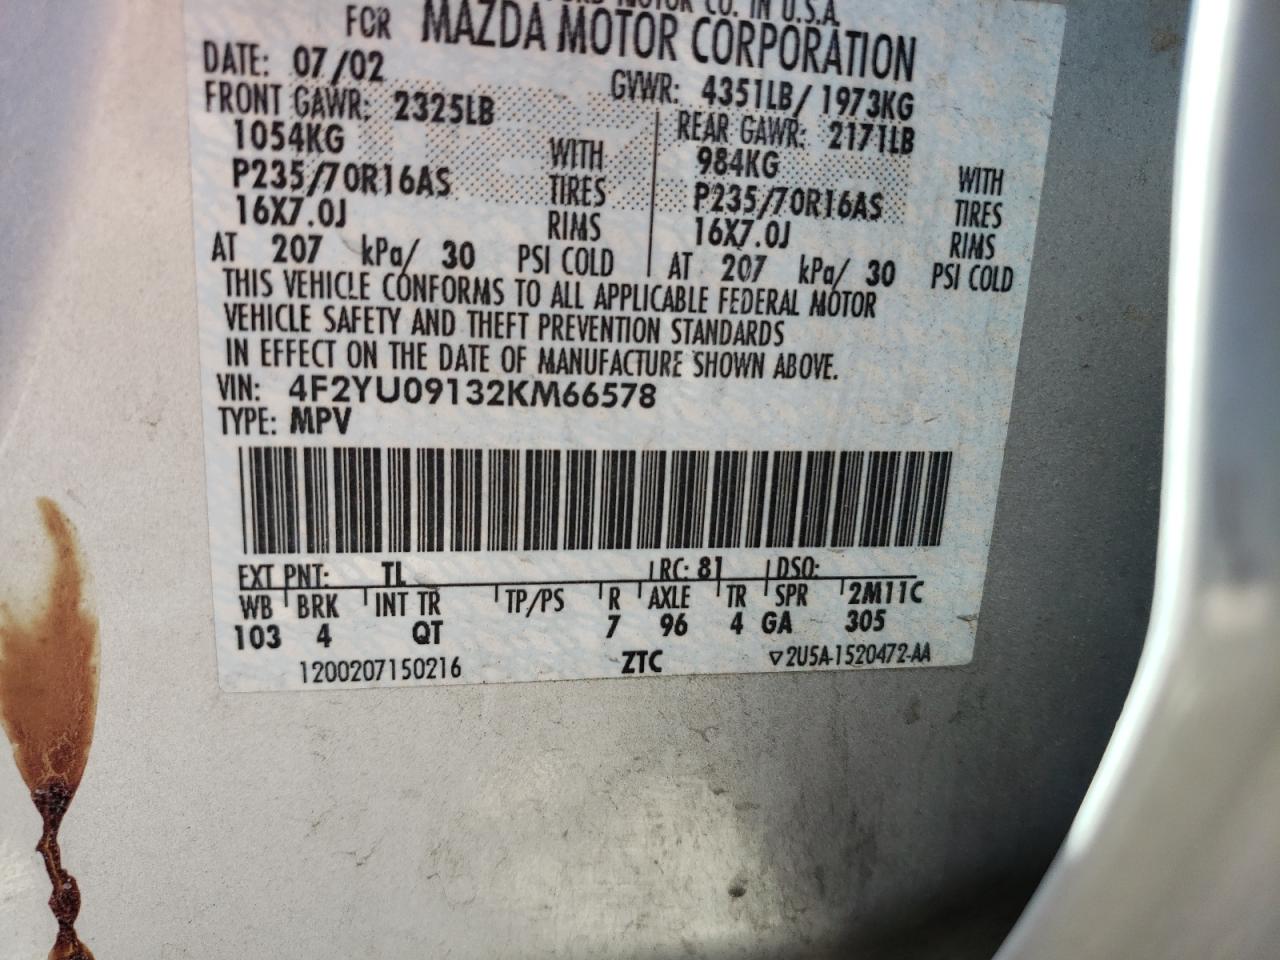 MOTOR CO. IN U.S.A.
FOR MAZDA MOTOR CORPORATION
DATE: 07/02 GVWR: 4351LB/1973KG
FRONT GAWR: 2325LB REAR GAWR: 2171LB
1054KG WITH 984KG WITH
P235/70R16AS TIRES P235/70R16AS TIRES
16X7.0J RIMS 16X7.0J RIMS
AT 207 kPa/ 30 PSI COLD AT 207 kPa/ 30 PSI COLD
THIS VEHICLE CONFORMS TO ALL APPLICABLE FEDERAL MOTOR
VEHICLE SAFETY AND THEFT PREVENTION STANDARDS
IN EFFECT ON THE DATE OF MANUFACTURE SHOWN ABOVE.
VIN: 4F2YU09132KM66578
TYPE: MPV
EXT PNT: TL RC: 81 DSO:
WB BRK INT TR TP/PS R AXLE TR SPR 2M11C
103 4 QT 7 96 4 GA 305
1200207150216 ZTC ▽2U5A-1520472-AA